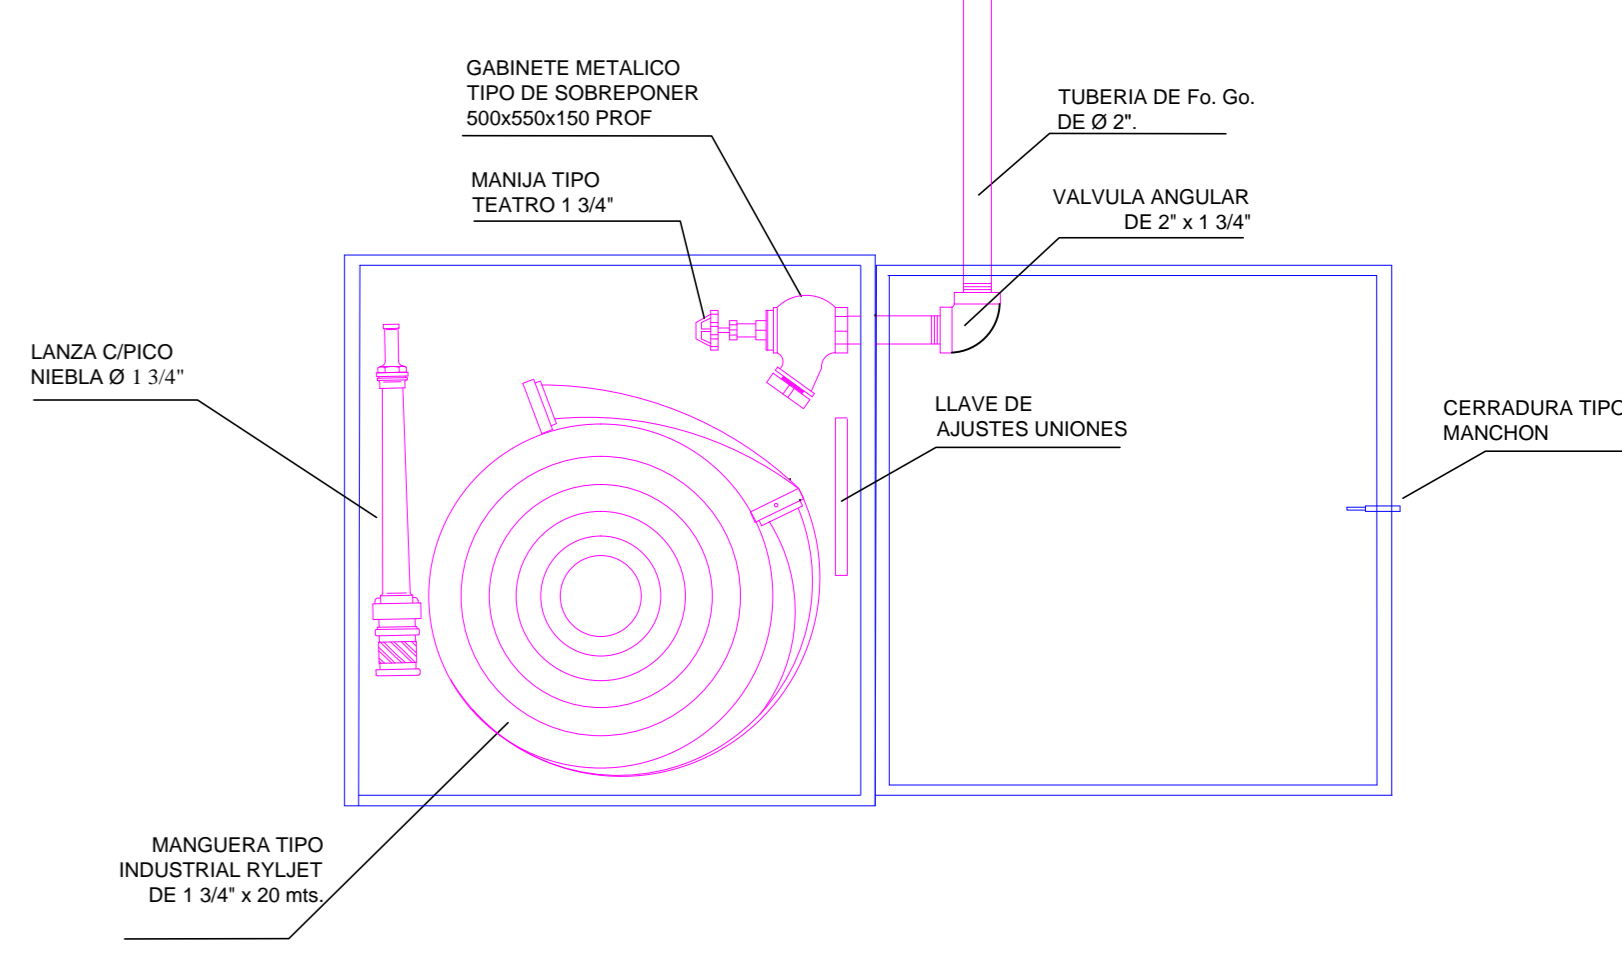 GABINETE METALICO
TIPO DE SOBREPONER
500x550x150 PROF
TUBERIA DE Fo. Go.
DE Ø 2".
MANIJA TIPO
TEATRO 1 3/4"
VALVULA ANGULAR
DE 2" x 1 3/4"
LANZA C/PICO
NIEBLA Ø 1 3/4"
LLAVE DE
AJUSTES UNIONES
CERRADURA TIPO
MANCHON
MANGUERA TIPO
INDUSTRIAL RYLJET
DE 1 3/4" x 20 mts.